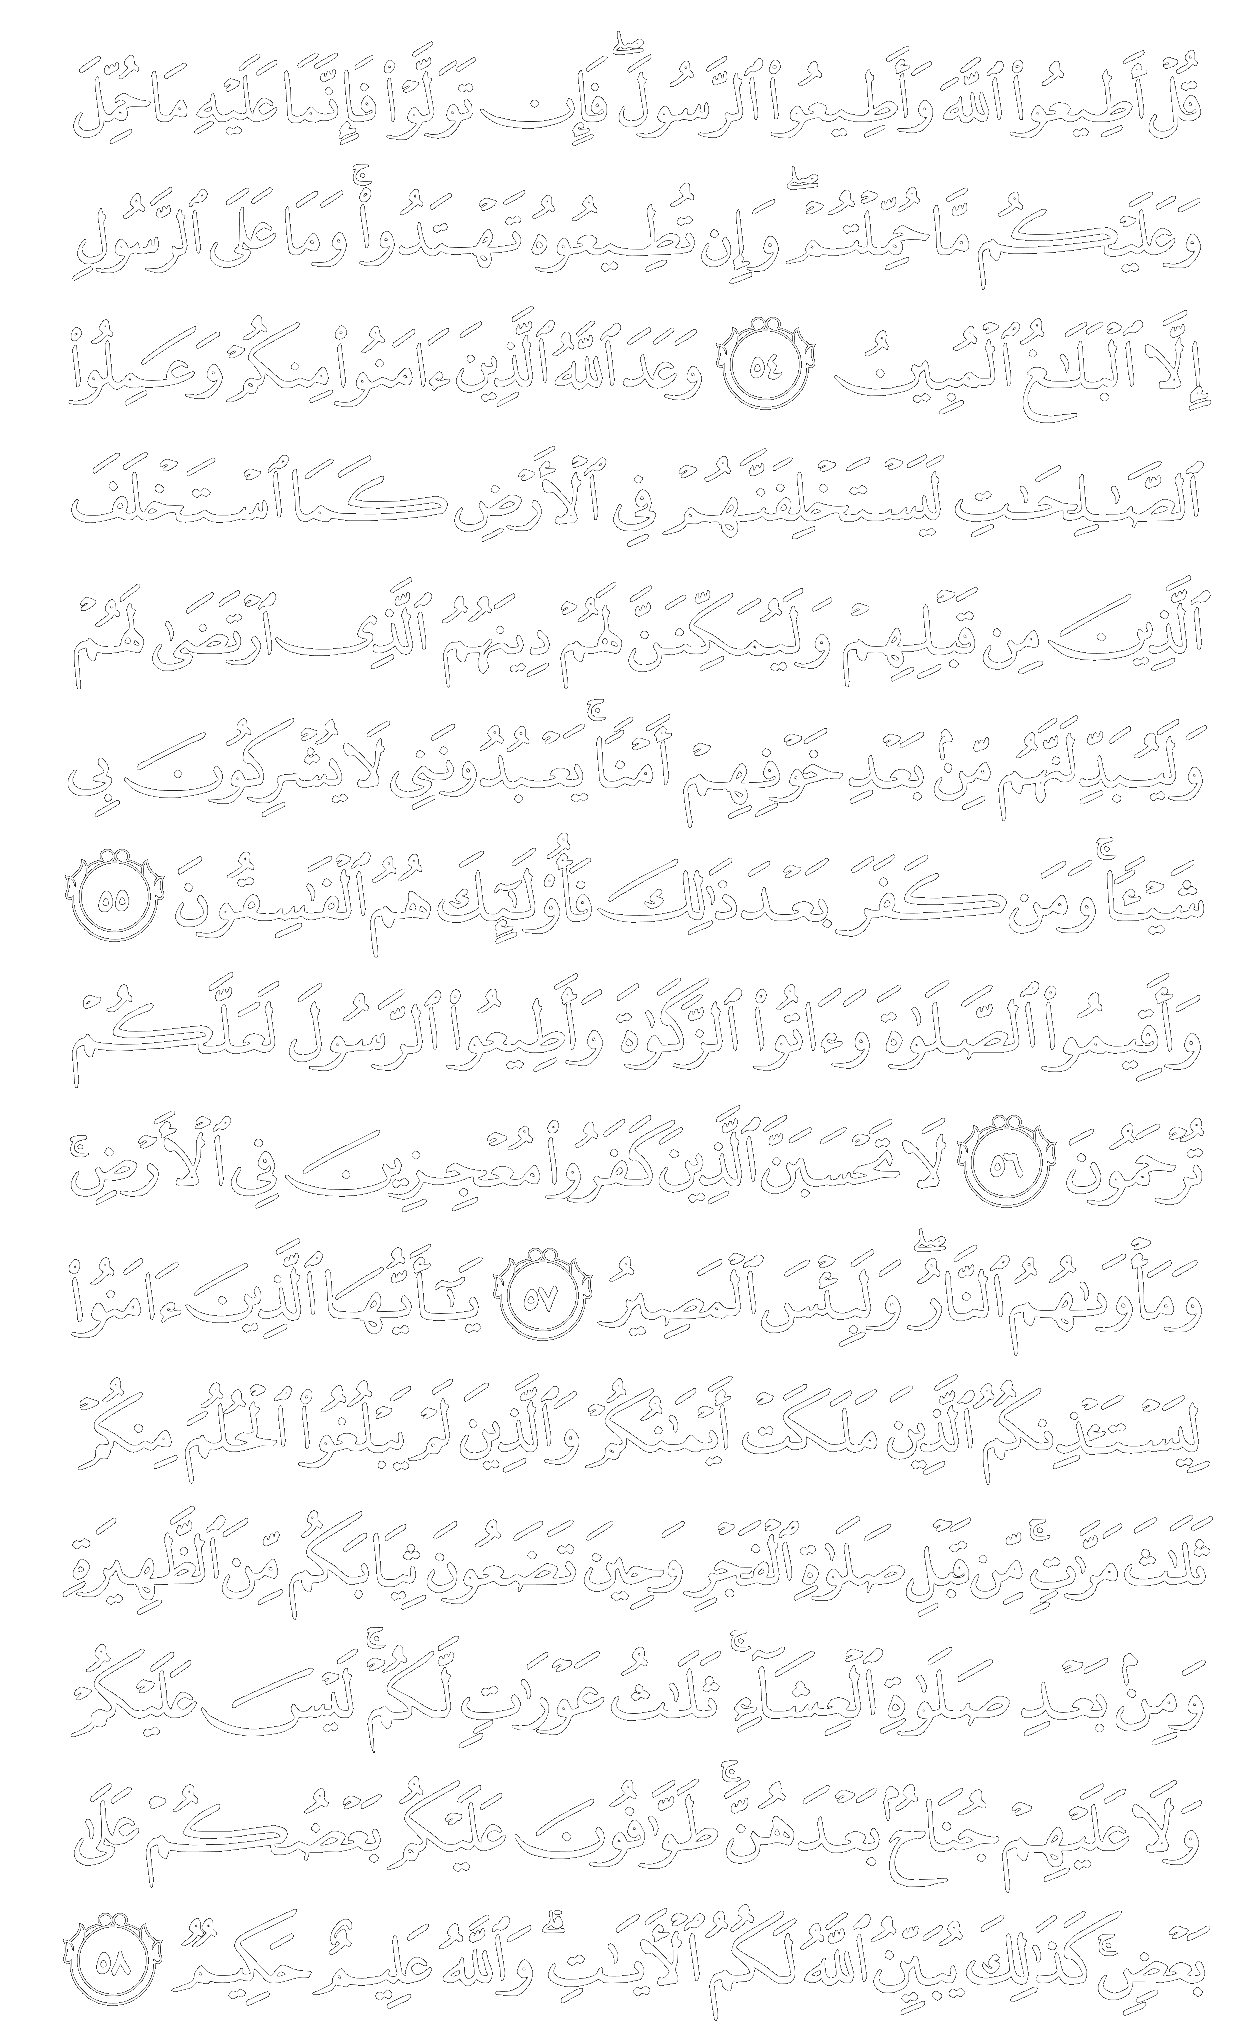 قُلْ أَطِيعُوا۟ ٱللَّهَ وَأَطِيعُوا۟ ٱلرَّسُولَ ۖ فَإِن تَوَلَّوْا۟ فَإِنَّمَا عَلَيْهِ مَا حُمِّلَ
وَعَلَيْكُم مَّا حُمِّلْتُمْ ۖ وَإِن تُطِيعُوهُ تَهْتَدُوا۟ ۚ وَمَا عَلَى ٱلرَّسُولِ
إِلَّا ٱلْبَلَـٰغُ ٱلْمُبِينُ ٥٤ وَعَدَ ٱللَّهُ ٱلَّذِينَ ءَامَنُوا۟ مِنكُمْ وَعَمِلُوا۟
ٱلصَّـٰلِحَـٰتِ لَيَسْتَخْلِفَنَّهُمْ فِى ٱلْأَرْضِ كَمَا ٱسْتَخْلَفَ
ٱلَّذِينَ مِن قَبْلِهِمْ وَلَيُمَكِّنَنَّ لَهُمْ دِينَهُمُ ٱلَّذِى ٱرْتَضَىٰ لَهُمْ
وَلَيُبَدِّلَنَّهُم مِّنۢ بَعْدِ خَوْفِهِمْ أَمْنًا ۚ يَعْبُدُونَنِى لَا يُشْرِكُونَ بِى
شَيْـًٔا ۚ وَمَن كَفَرَ بَعْدَ ذَٰلِكَ فَأُو۟لَـٰٓئِكَ هُمُ ٱلْفَـٰسِقُونَ ٥٥
وَأَقِيمُوا۟ ٱلصَّلَوٰةَ وَءَاتُوا۟ ٱلزَّكَوٰةَ وَأَطِيعُوا۟ ٱلرَّسُولَ لَعَلَّكُمْ
تُرْحَمُونَ ٥٦ لَا تَحْسَبَنَّ ٱلَّذِينَ كَفَرُوا۟ مُعْجِزِينَ فِى ٱلْأَرْضِ ۚ
وَمَأْوَىٰهُمُ ٱلنَّارُ ۖ وَلَبِئْسَ ٱلْمَصِيرُ ٥٧ يَـٰٓأَيُّهَا ٱلَّذِينَ ءَامَنُوا۟
لِيَسْتَـْٔذِنكُمُ ٱلَّذِينَ مَلَكَتْ أَيْمَـٰنُكُمْ وَٱلَّذِينَ لَمْ يَبْلُغُوا۟ ٱلْحُلُمَ مِنكُمْ
ثَلَـٰثَ مَرَّٰتٍ ۚ مِّن قَبْلِ صَلَوٰةِ ٱلْفَجْرِ وَحِينَ تَضَعُونَ ثِيَابَكُم مِّنَ ٱلظَّهِيرَةِ
وَمِنۢ بَعْدِ صَلَوٰةِ ٱلْعِشَآءِ ۚ ثَلَـٰثُ عَوْرَٰتٍ لَّكُمْ ۚ لَيْسَ عَلَيْكُمْ
وَلَا عَلَيْهِمْ جُنَاحٌۢ بَعْدَهُنَّ ۚ طَوَّٰفُونَ عَلَيْكُم بَعْضُكُمْ عَلَىٰ
بَعْضٍ ۚ كَذَٰلِكَ يُبَيِّنُ ٱللَّهُ لَكُمُ ٱلْـَٔايَـٰتِ ۗ وَٱللَّهُ عَلِيمٌ حَكِيمٌ ٥٨